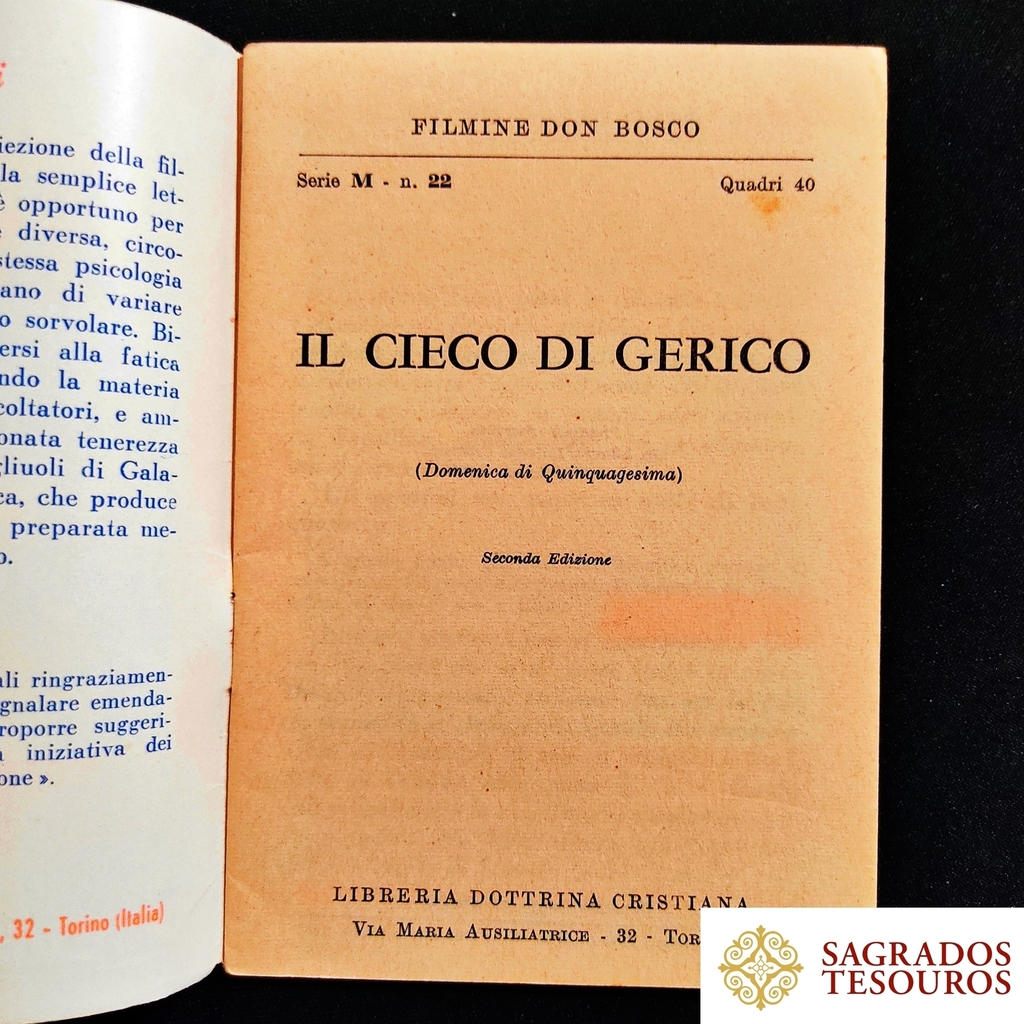 i
iezione della fil-
la semplice let-
è opportuno per
e diversa, circo-
stessa psicologia
ano di variare
o sorvolare. Bi-
ersi alla fatica
ndo la materia
coltatori, e am-
onata tenerezza
gliuoli di Gala-
ca, che produce
preparata me-
o.
ali ringraziamen-
gnalare emenda-
roporre suggeri-
a iniziativa dei
one ».
, 32 - Torino (Italia)
FILMINE DON BOSCO
Serie M - n. 22 Quadri 40
IL CIECO DI GERICO
(Domenica di Quinquagesima)
Seconda Edizione
LIBRERIA DOTTRINA CRISTIANA
VIA MARIA AUSILIATRICE - 32 - TOR
SAGRADOS
TESOUROS